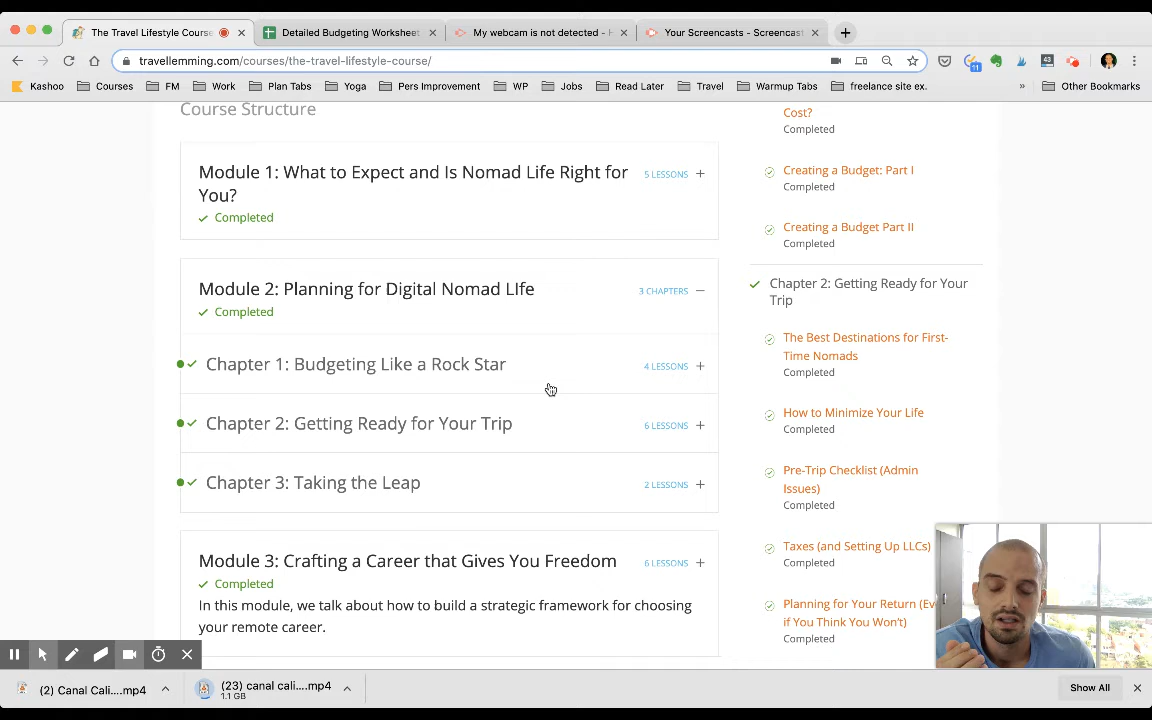 The Travel Lifestyle Course
Detailed Budgeting Worksheet
My webcam is not detected - H
Your Screencasts - Screencast
travellemming.com/courses/the-travel-lifestyle-course/
43
Kashoo
Courses
FM
Work
Plan Tabs
Yoga
Pers Improvement
WP
Jobs
Read Later
Travel
Warmup Tabs
freelance site ex.
»
Other Bookmarks
Course Structure
Module 1: What to Expect and Is Nomad Life Right for
You?
5 LESSONS
Completed
Module 2: Planning for Digital Nomad LIfe
3 CHAPTERS
Completed
Chapter 1: Budgeting Like a Rock Star
4 LESSONS
Chapter 2: Getting Ready for Your Trip
6 LESSONS
Chapter 3: Taking the Leap
2 LESSONS
Module 3: Crafting a Career that Gives You Freedom
6 LESSONS
Completed
In this module, we talk about how to build a strategic framework for choosing
your remote career.
Cost?
Completed
Creating a Budget: Part I
Completed
Creating a Budget Part II
Completed
Chapter 2: Getting Ready for Your
Trip
The Best Destinations for First-
Time Nomads
Completed
How to Minimize Your Life
Completed
Pre-Trip Checklist (Admin
Issues)
Completed
Taxes (and Setting Up LLCs)
Completed
Planning for Your Return (Ev
if You Think You Won't)
Completed
(2) Canal Cali....mp4
(23) canal cali....mp4
1.1 GB
Show All